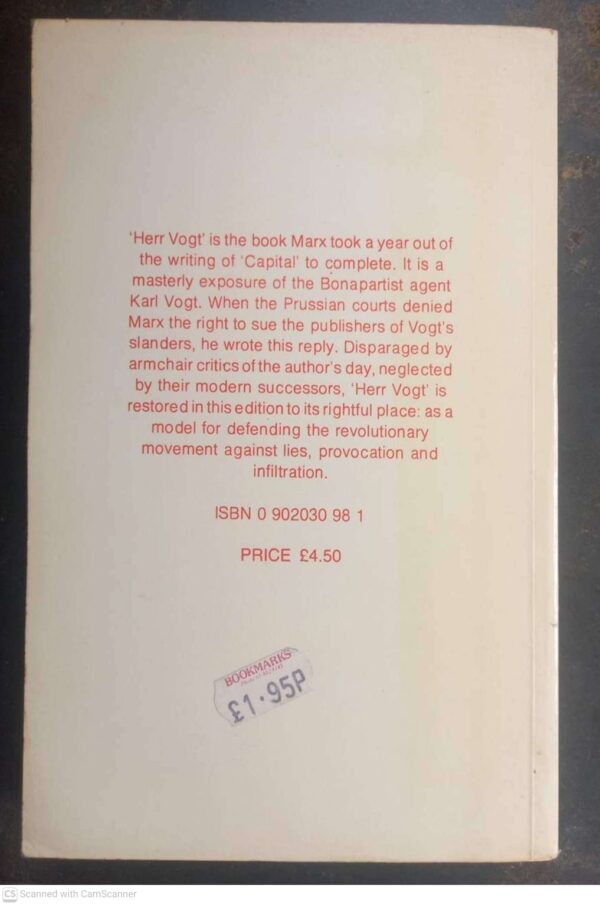 'Herr Vogt' is the book Marx took a year out of
the writing of 'Capital' to complete. It is a
masterly exposure of the Bonapartist agent
Karl Vogt. When the Prussian courts denied
Marx the right to sue the publishers of Vogt's
slanders, he wrote this reply. Disparaged by
armchair critics of the author's day, neglected
by their modern successors, 'Herr Vogt' is
restored in this edition to its rightful place: as a
model for defending the revolutionary
movement against lies, provocation and
infiltration.
ISBN 0 902030 98 1
PRICE £4.50
BOOKMARKS
£1·95P
CS Scanned with CamScanner